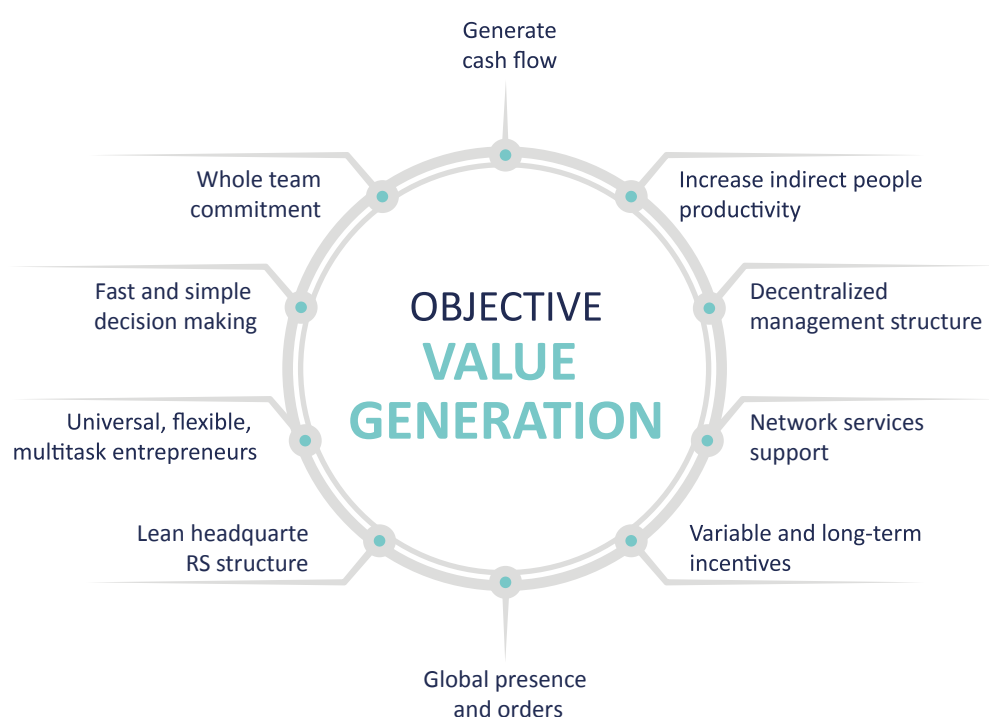 Generate
cash flow
Whole team
commitment
Increase indirect people
productivity
Fast and simple
decision making
Decentralized
management structure
OBJECTIVE
VALUE
GENERATION
Universal, flexible,
multitask entrepreneurs
Network services
support
Lean headquarte
RS structure
Variable and long-term
incentives
Global presence
and orders